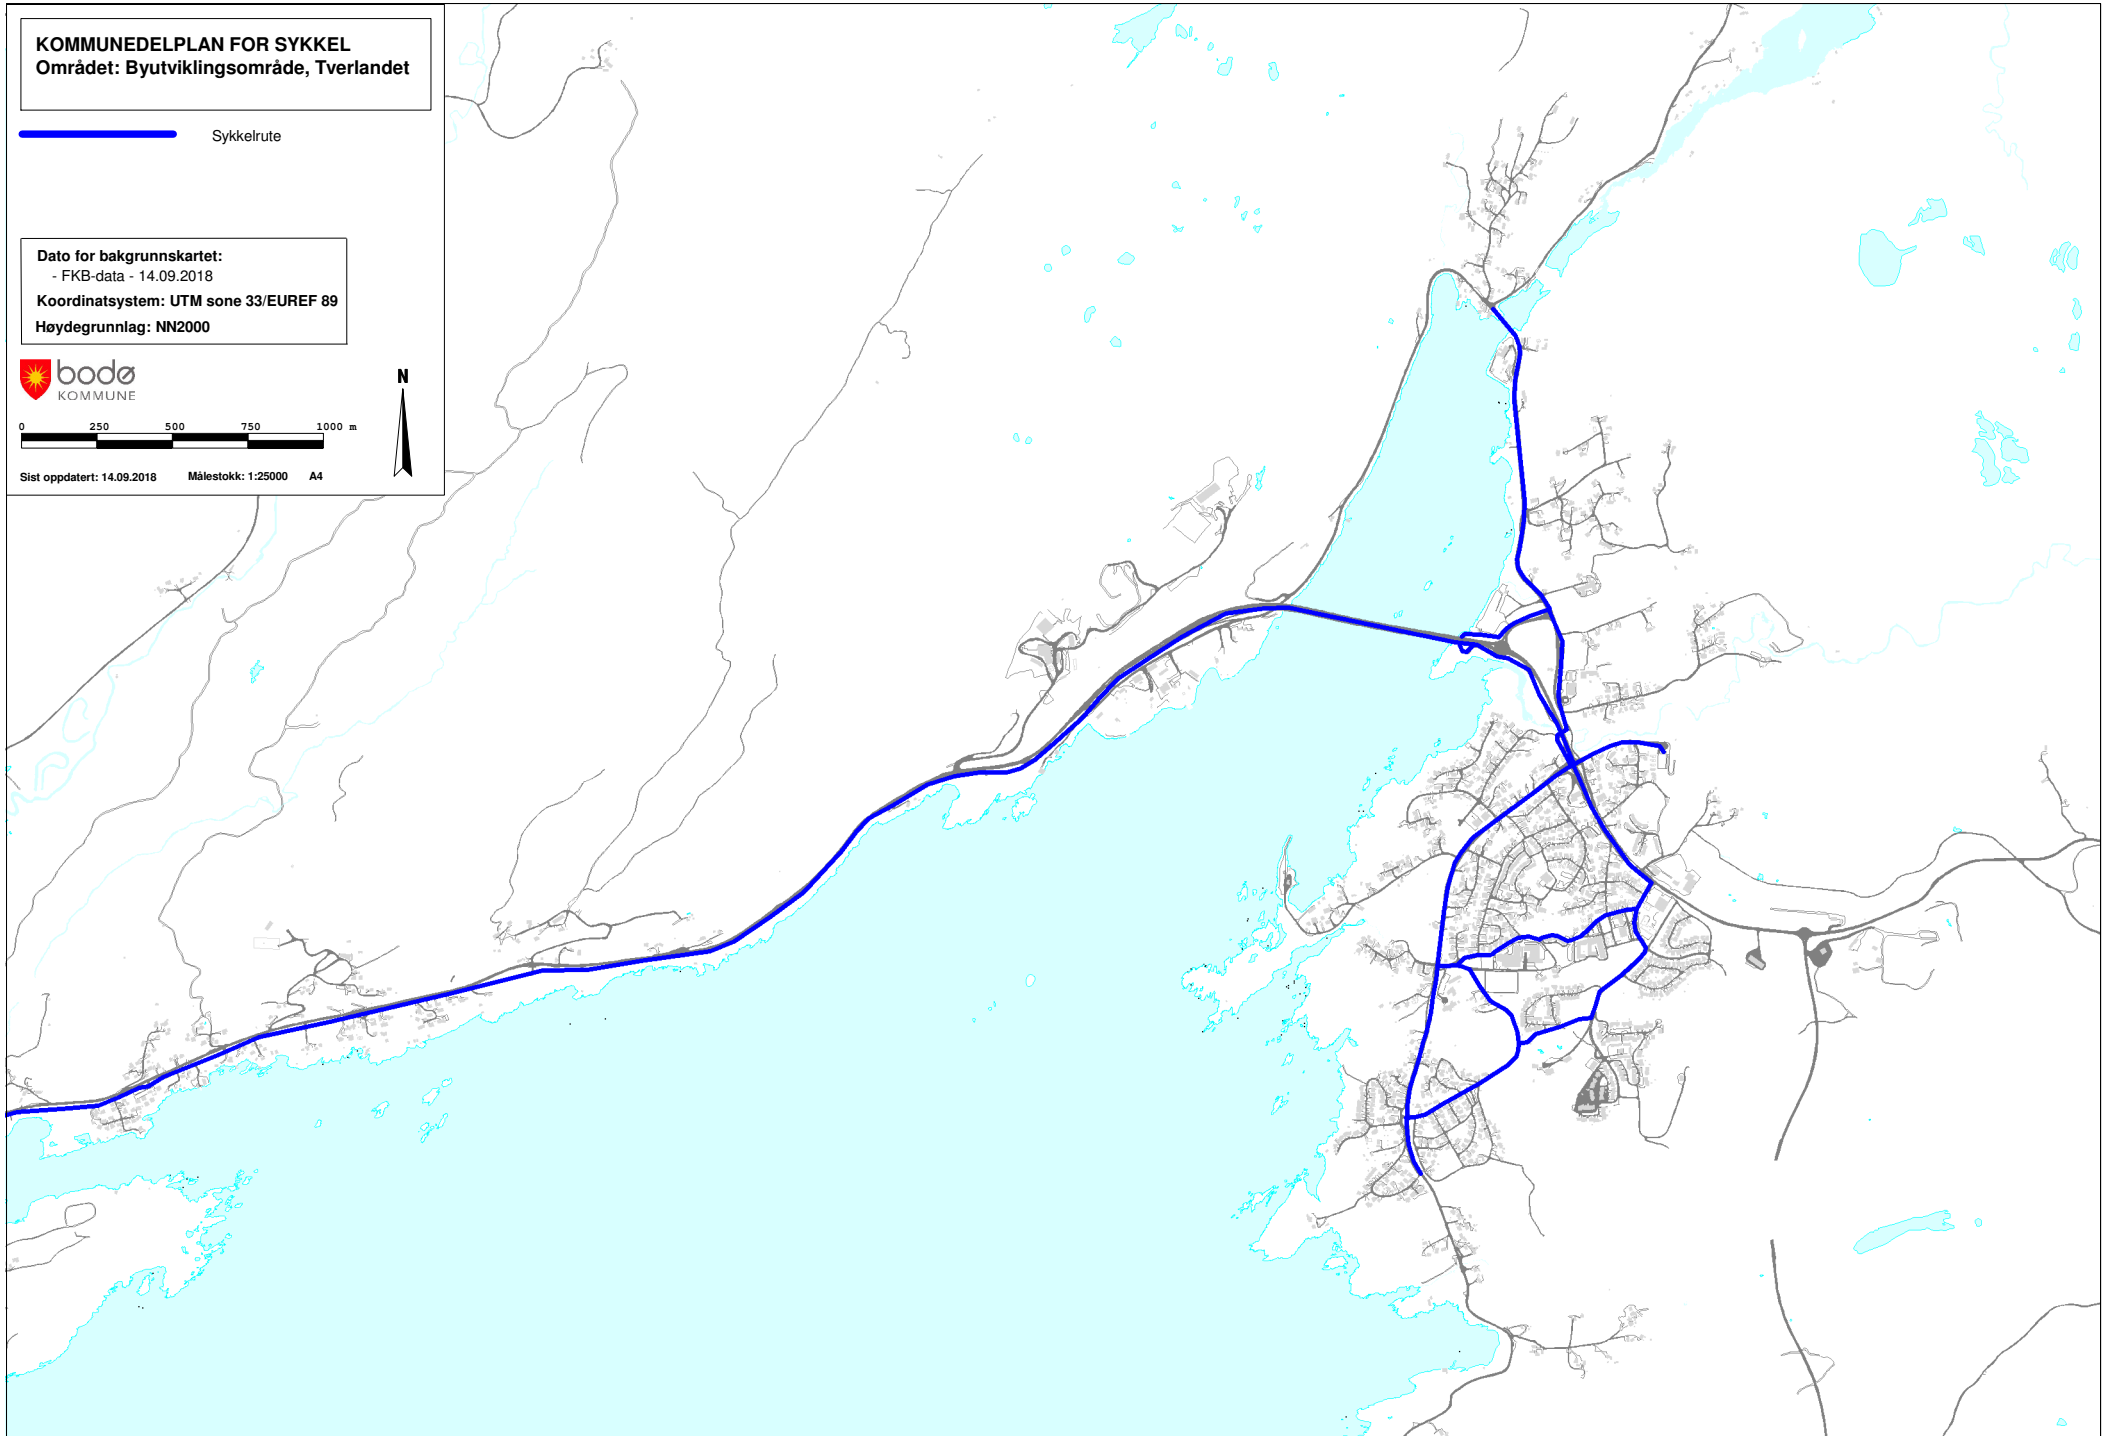 KOMMUNEDELPLAN FOR SYKKEL
Området: Byutviklingsområde, Tverlandet
Sykkelrute
Dato for bakgrunnskartet:
- FKB-data - 14.09.2018
Koordinatsystem: UTM sone 33/EUREF 89
Høydegrunnlag: NN2000
bodø
KOMMUNE
N
0 250 500 750 1000 m
Sist oppdatert: 14.09.2018 Målestokk: 1:25000 A4